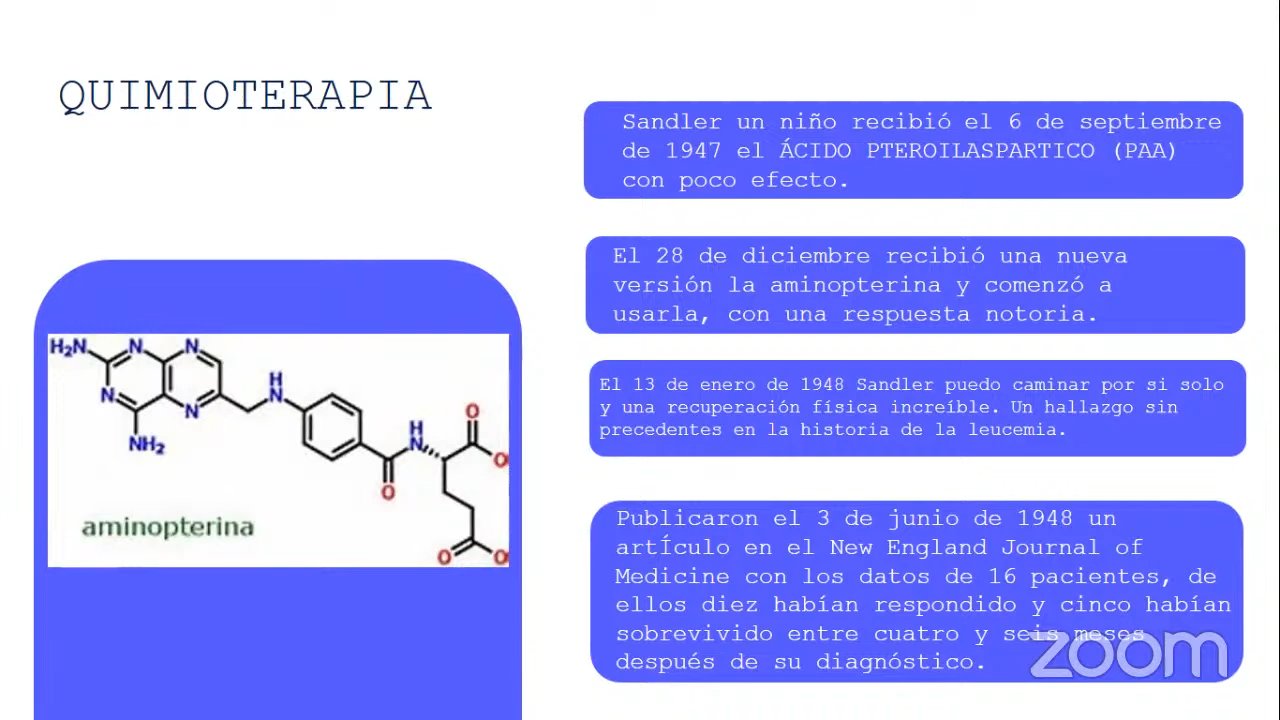 QUIMIOTERAPIA
Sandler un niño recibió el 6 de septiembre
de 1947 el ÁCIDO PTEROILASPARTICO (PAA)
con poco efecto.
El 28 de diciembre recibió una nueva
versión la aminopterina y comenzó a
usarla, con una respuesta notoria.
El 13 de enero de 1948 Sandler puedo caminar por si solo
y una recuperación física increíble. Un hallazgo sin
precedentes en la historia de la leucemia.
Publicaron el 3 de junio de 1948 un
artículo en el New England Journal of
Medicine con los datos de 16 pacientes, de
ellos diez habían respondido y cinco habían
sobrevivido entre cuatro y seis meses
después de su diagnóstico.
H₂N N N
N N H
N
NH₂
O
H
N
O
O
aminopterina
O O
zoom